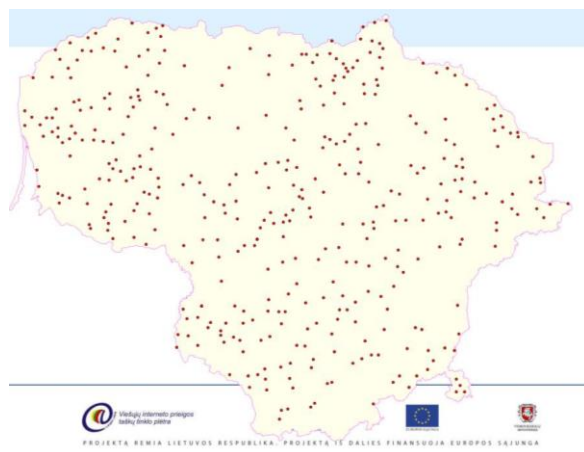 Viešųjų interneto prieigos
taškų tinklo plėtra
PROJEKTĄ REMIA LIETUVOS RESPUBLIKA. PROJEKTĄ IŠ DALIES FINANSUOJA EUROPOS SĄJUNGA